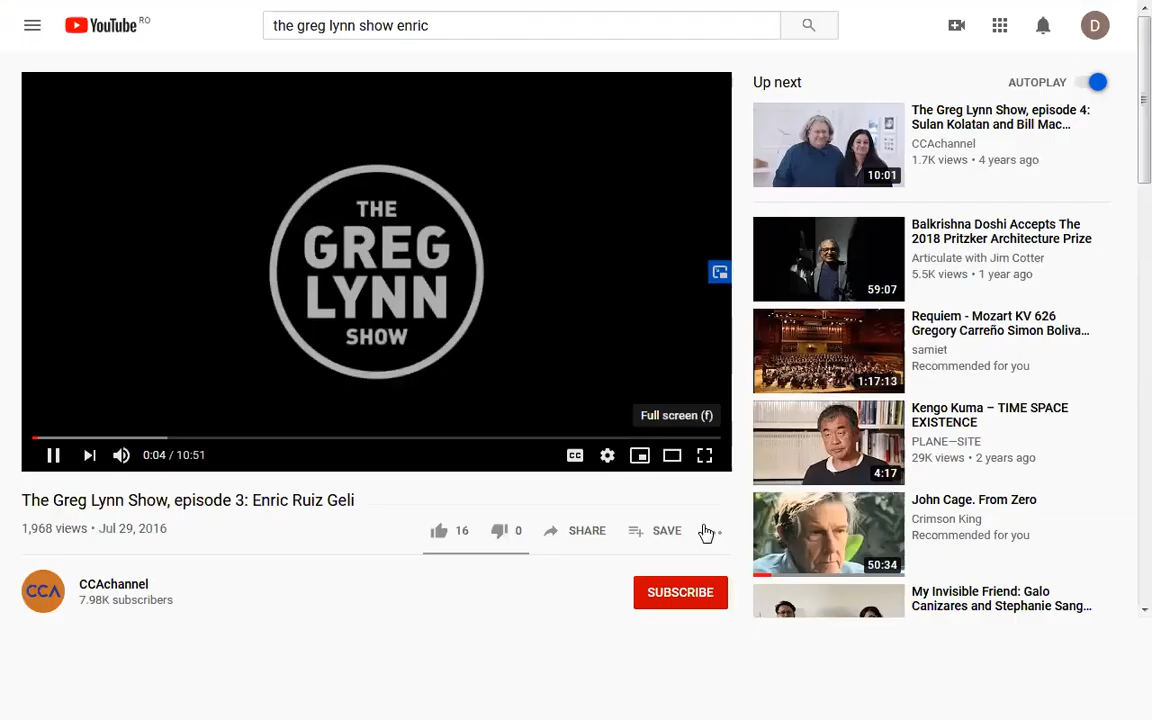 YouTube RO
the greg lynn show enric
D
THE
GREG
LYNN
SHOW
Full screen (f)
CC
0:04 / 10:51
The Greg Lynn Show, episode 3: Enric Ruiz Geli
1,968 views • Jul 29, 2016
16
0
SHARE
SAVE
CCA
CCAchannel
7.98K subscribers
SUBSCRIBE
Up next
AUTOPLAY
10:01
The Greg Lynn Show, episode 4:
Sulan Kolatan and Bill Mac...
CCAchannel
1.7K views • 4 years ago
59:07
Balkrishna Doshi Accepts The
2018 Pritzker Architecture Prize
Articulate with Jim Cotter
5.5K views • 1 year ago
1:17:13
Requiem - Mozart KV 626
Gregory Carreño Simon Boliva...
samiet
Recommended for you
4:17
Kengo Kuma – TIME SPACE
EXISTENCE
PLANE—SITE
29K views • 2 years ago
50:34
John Cage. From Zero
Crimson King
Recommended for you
My Invisible Friend: Galo
Canizares and Stephanie Sang...